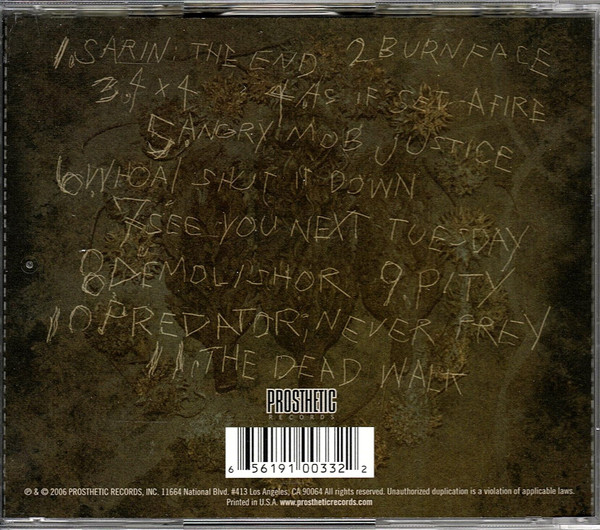 1. SARIN: THE END 2 BURNFACE
3. 4 x 4 4. AS IF SET AFIRE
5. ANGRY MOB JUSTICE
6. WHOA! SHUT IT DOWN
7 SEE YOU NEXT TUESDAY
8 DEMOLISHOR 9 PITY
10 PREDATOR; NEVER PREY
11. THE DEAD WALK
PROSTHETIC
RECORDS
6 56191 00332 2
℗ & © 2006 PROSTHETIC RECORDS, INC. 11664 National Blvd. #413 Los Angeles, CA 90064 All rights reserved. Unauthorized duplication is a violation of applicable laws.
Printed in U.S.A. www.prostheticrecords.com